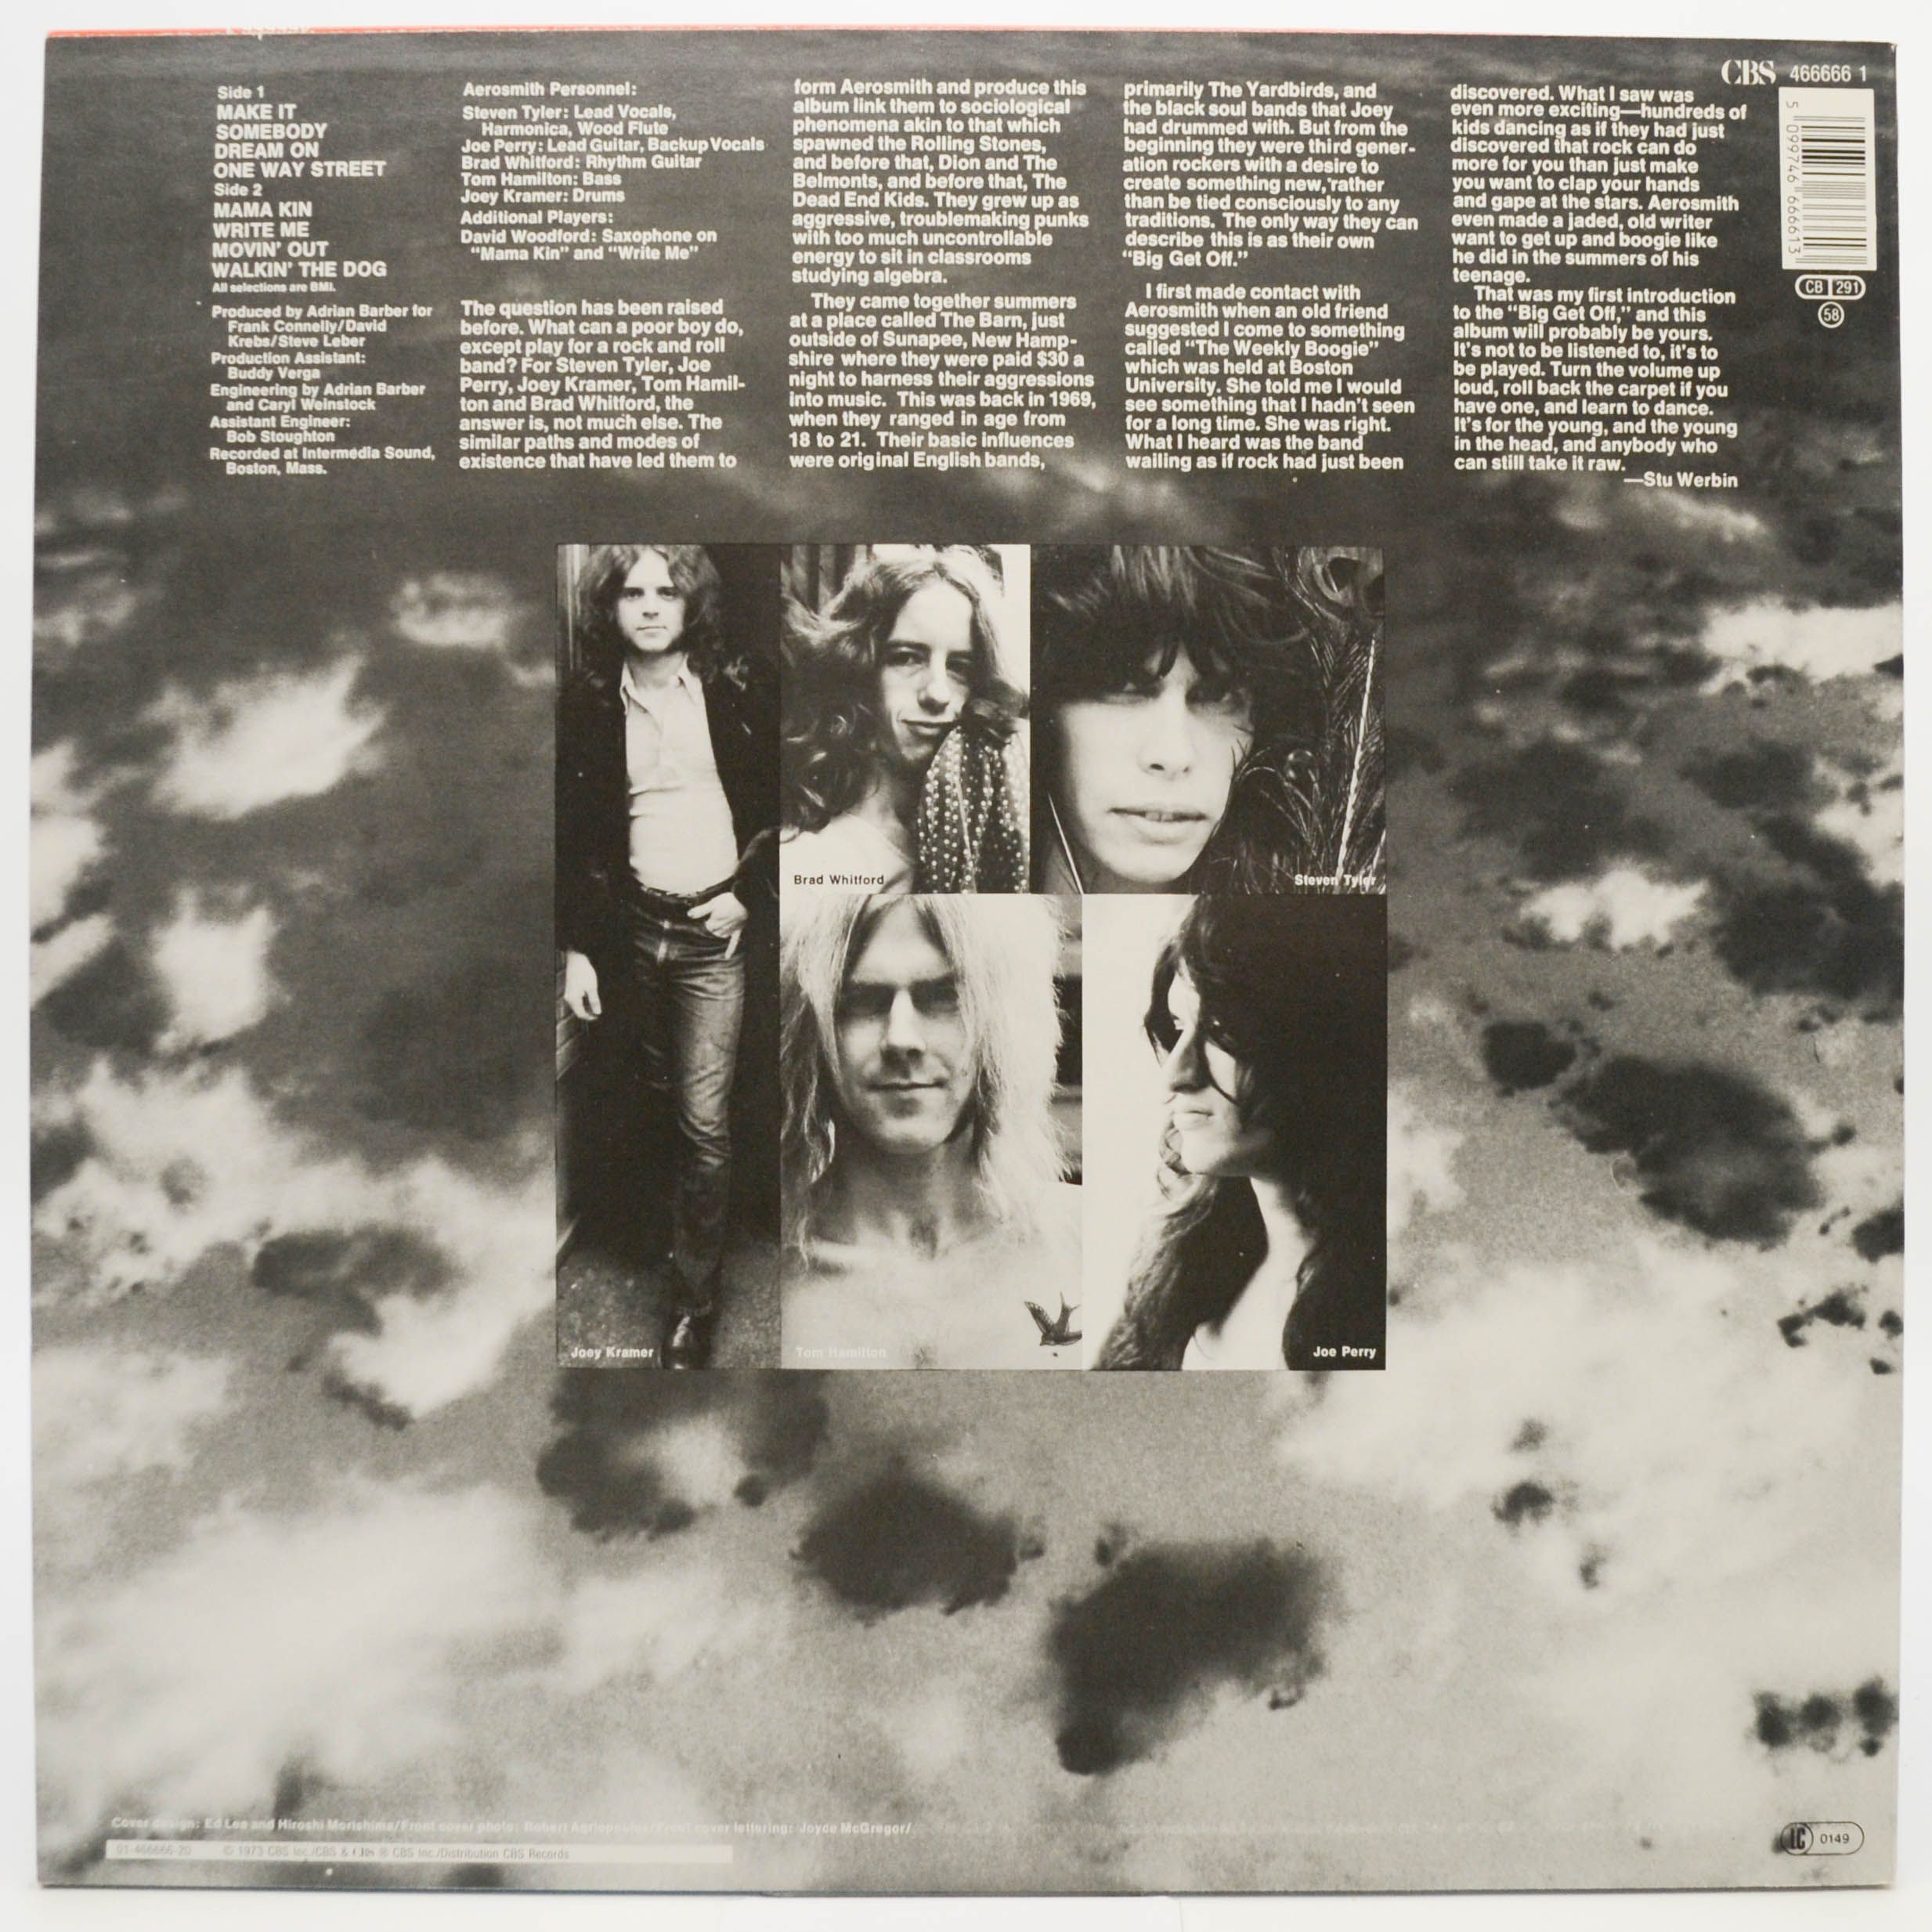 Side 1
MAKE IT
SOMEBODY
DREAM ON
ONE WAY STREET
Side 2
MAMA KIN
WRITE ME
MOVIN' OUT
WALKIN' THE DOG
All selections are BMI.
Produced by Adrian Barber for
Frank Connelly/David
Krebs/Steve Leber
Production Assistant:
Buddy Verga
Engineering by Adrian Barber
and Caryl Weinstock
Assistant Engineer:
Bob Stoughton
Recorded at Intermedia Sound,
Boston, Mass.
Aerosmith Personnel:
Steven Tyler: Lead Vocals,
Harmonica, Wood Flute
Joe Perry: Lead Guitar, Backup Vocals
Brad Whitford: Rhythm Guitar
Tom Hamilton: Bass
Joey Kramer: Drums
Additional Players:
David Woodford: Saxophone on
"Mama Kin" and "Write Me"
The question has been raised
before. What can a poor boy do,
except play for a rock and roll
band? For Steven Tyler, Joe
Perry, Joey Kramer, Tom Hamil-
ton and Brad Whitford, the
answer is, not much else. The
similar paths and modes of
existence that have led them to
form Aerosmith and produce this
album link them to sociological
phenomena akin to that which
spawned the Rolling Stones,
and before that, Dion and The
Belmonts, and before that, The
Dead End Kids. They grew up as
aggressive, troublemaking punks
with too much uncontrollable
energy to sit in classrooms
studying algebra.
They came together summers
at a place called The Barn, just
outside of Sunapee, New Hamp-
shire where they were paid $30 a
night to harness their aggressions
into music. This was back in 1969,
when they ranged in age from
18 to 21. Their basic influences
were original English bands,
primarily The Yardbirds, and
the black soul bands that Joey
had drummed with. But from the
beginning they were third gener-
ation rockers with a desire to
create something new, rather
than be tied consciously to any
traditions. The only way they can
describe this is as their own
"Big Get Off."
I first made contact with
Aerosmith when an old friend
suggested I come to something
called "The Weekly Boogie"
which was held at Boston
University. She told me I would
see something that I hadn't seen
for a long time. She was right.
What I heard was the band
wailing as if rock had just been
discovered. What I saw was
even more exciting—hundreds of
kids dancing as if they had just
discovered that rock can do
more for you than just make
you want to clap your hands
and gape at the stars. Aerosmith
even made a jaded, old writer
want to get up and boogie like
he did in the summers of his
teenage.
That was my first introduction
to the "Big Get Off," and this
album will probably be yours.
It's not to be listened to, it's to
be played. Turn the volume up
loud, roll back the carpet if you
have one, and learn to dance.
It's for the young, and the young
in the head, and anybody who
can still take it raw.
—Stu Werbin
CBS 466666 1
5 099746 666613
CB 291
58
Brad Whitford
Steven Tyler
Joey Kramer
Tom Hamilton
Joe Perry
Cover design: Ed Lee and Hiroshi Morishima/Front cover photo: Robert Agriopoulos/Front cover lettering: Joyce McGregor/
01-466666-20 © 1973 CBS Inc./CBS & CBS ® CBS Inc./Distribution CBS Records
LC 0149